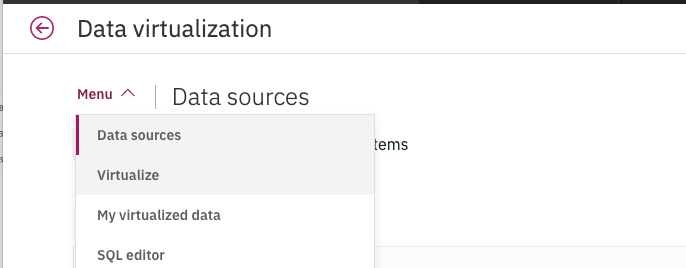 Data virtualization
Menu
Data sources
Data sources
tems
Virtualize
My virtualized data
SQL editor